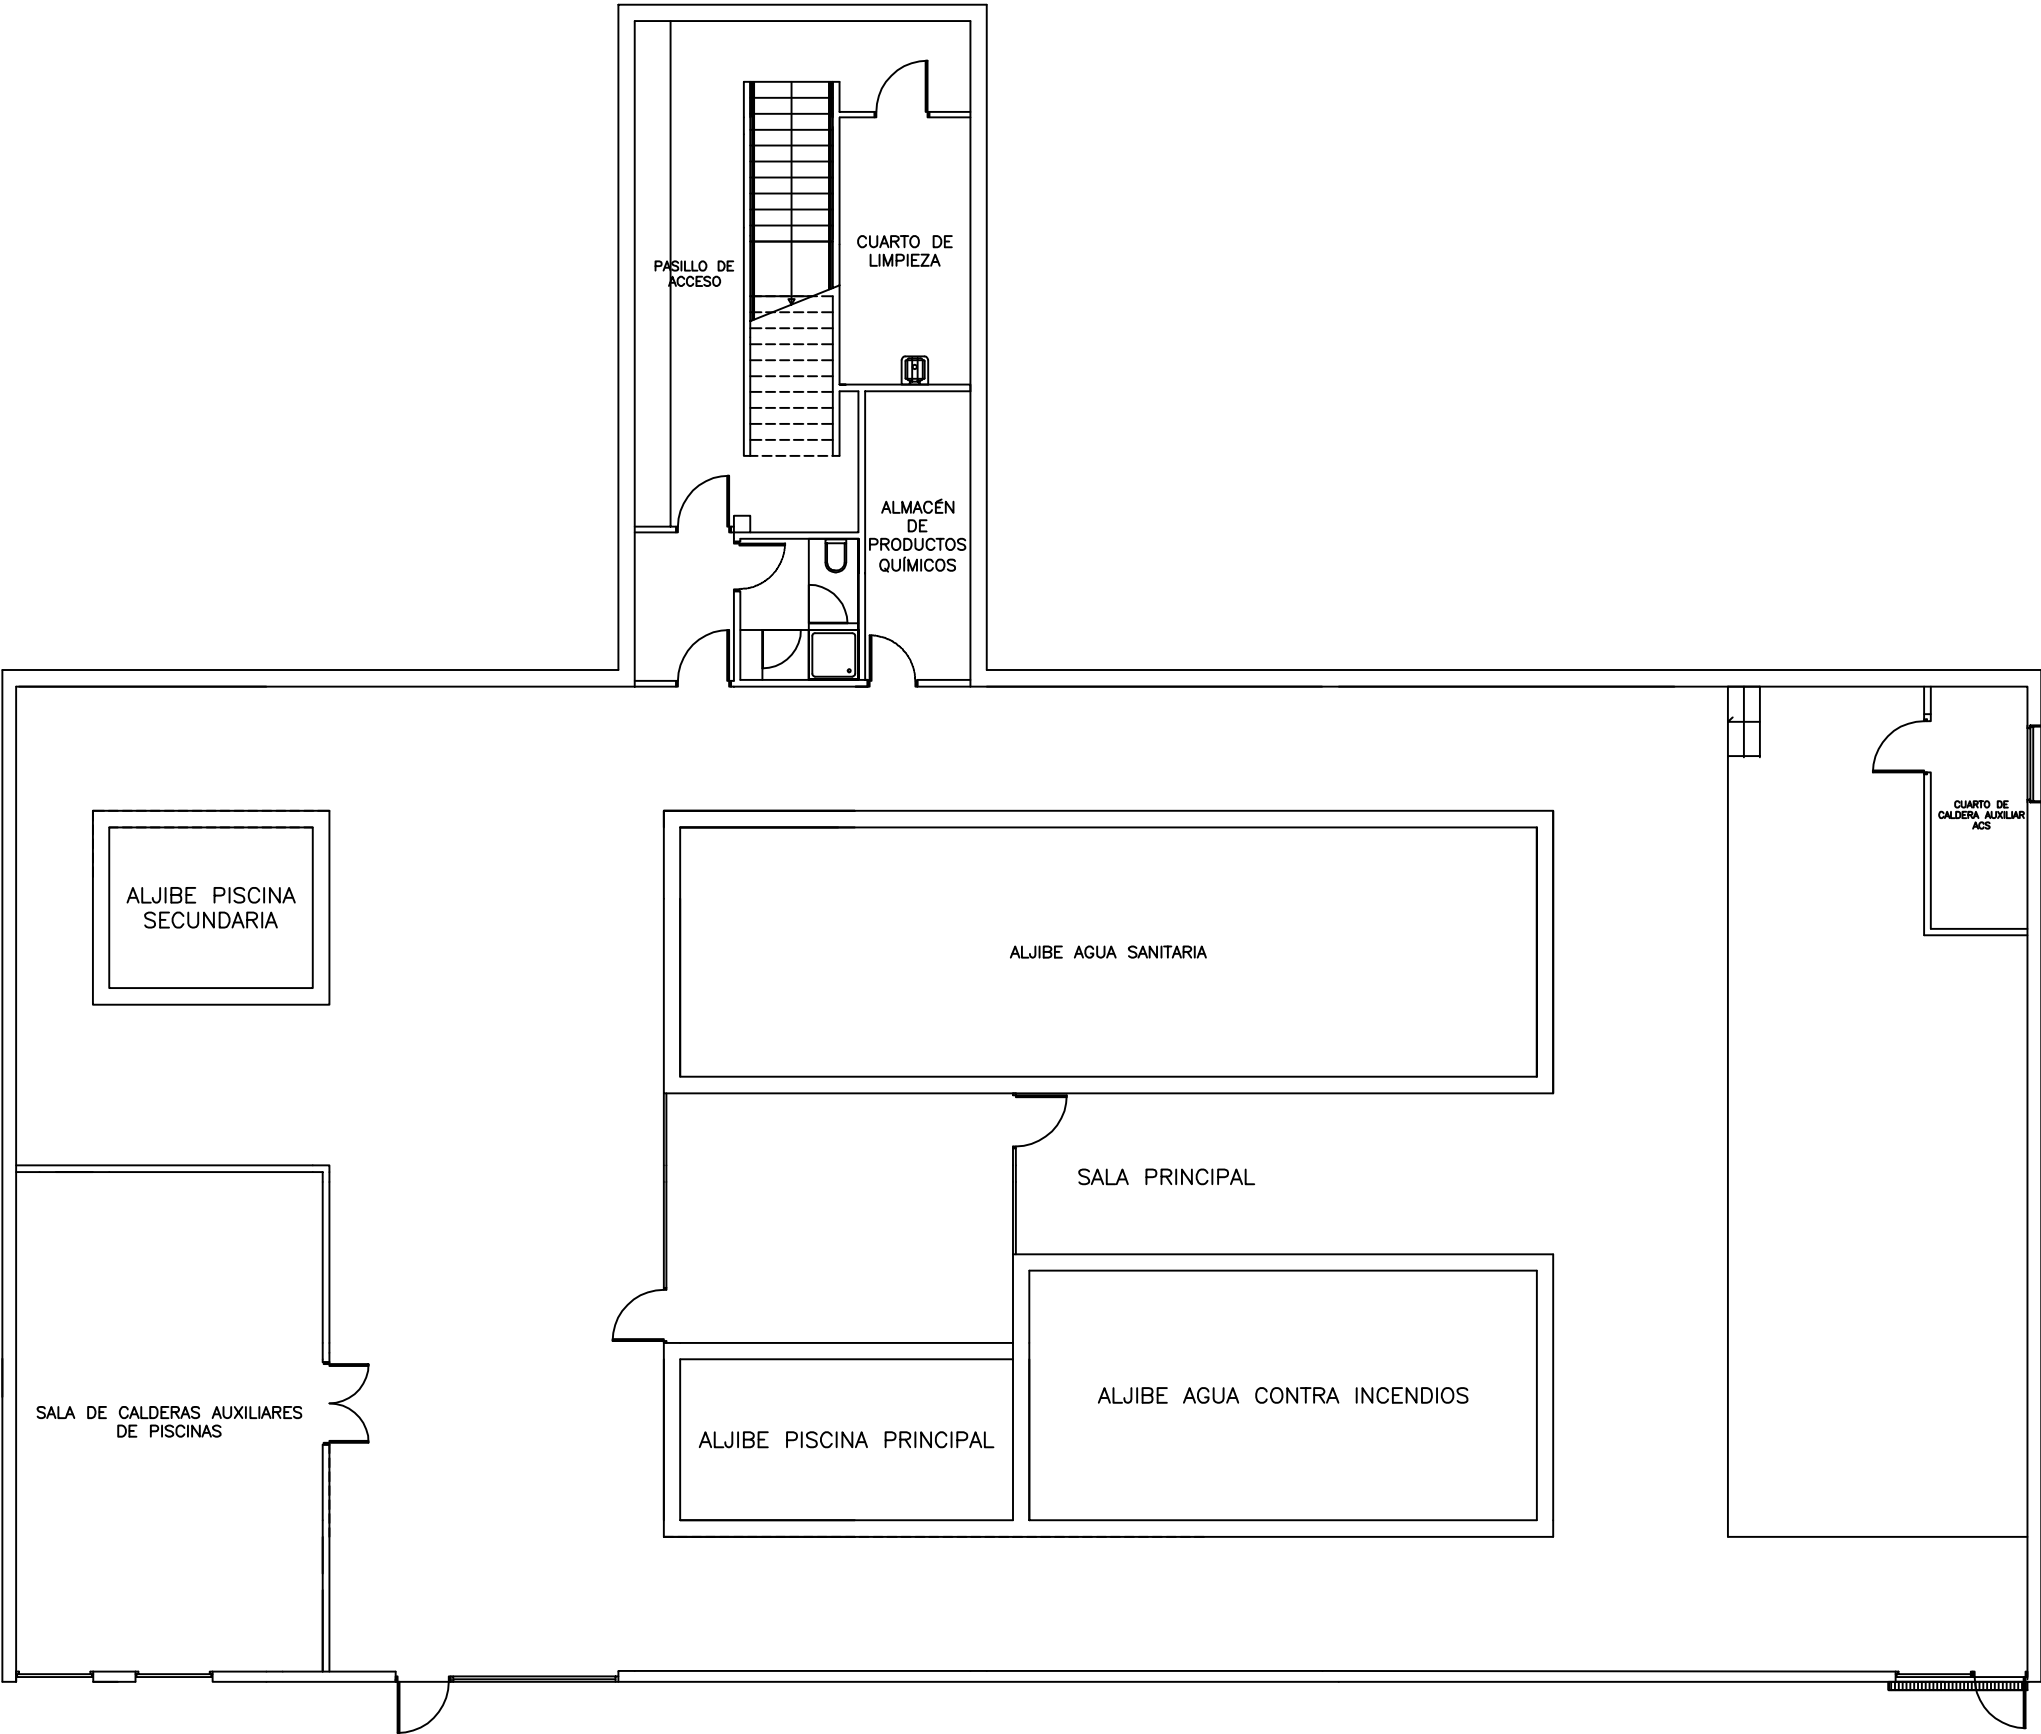 CUARTO DE
LIMPIEZA
PASILLO DE
ACCESO
ALMACÉN
DE
PRODUCTOS
QUÍMICOS
CUARTO DE
CALDERA AUXILIAR
ACS
ALJIBE PISCINA
SECUNDARIA
ALJIBE AGUA SANITARIA
SALA PRINCIPAL
ALJIBE AGUA CONTRA INCENDIOS
SALA DE CALDERAS AUXILIARES
DE PISCINAS
ALJIBE PISCINA PRINCIPAL